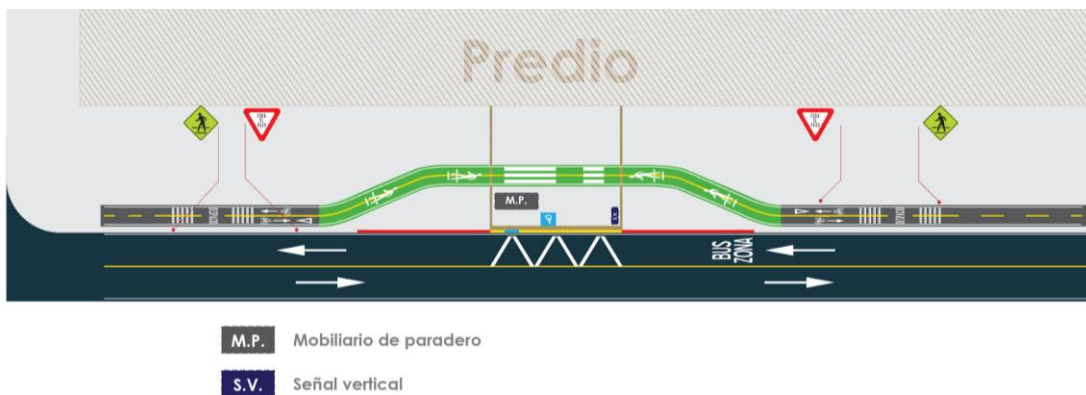 Predio
M.P.
S.V.
BUS
ZONA
M.P. Mobiliario de paradero
S.V. Señal vertical